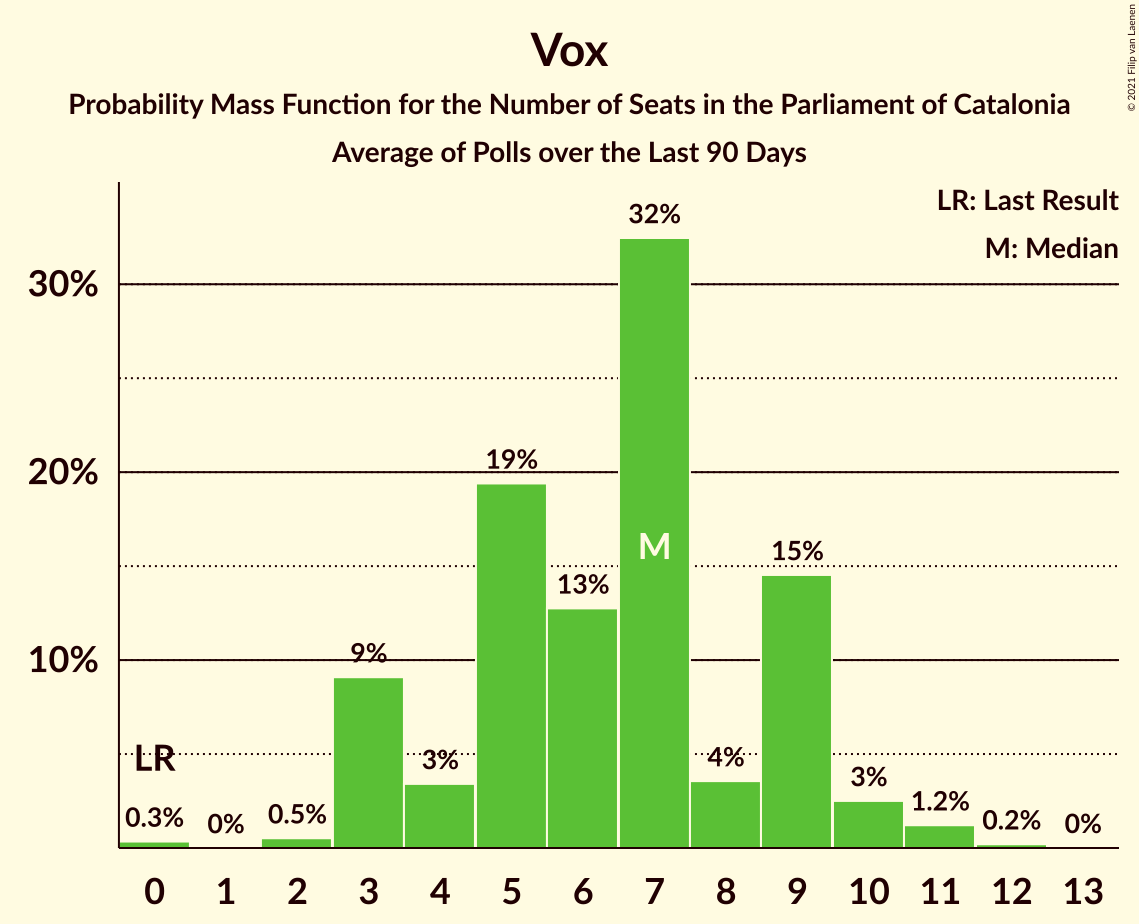 Vox
Probability Mass Function for the Number of Seats in the Parliament of Catalonia
Average of Polls over the Last 90 Days
© 2021 Filip van Laenen
LR: Last Result
M: Median
30%
20%
10%
LR
0.3%
0%
0.5%
9%
3%
19%
13%
32%
M
4%
15%
3%
1.2%
0.2%
0%
0 1 2 3 4 5 6 7 8 9 10 11 12 13